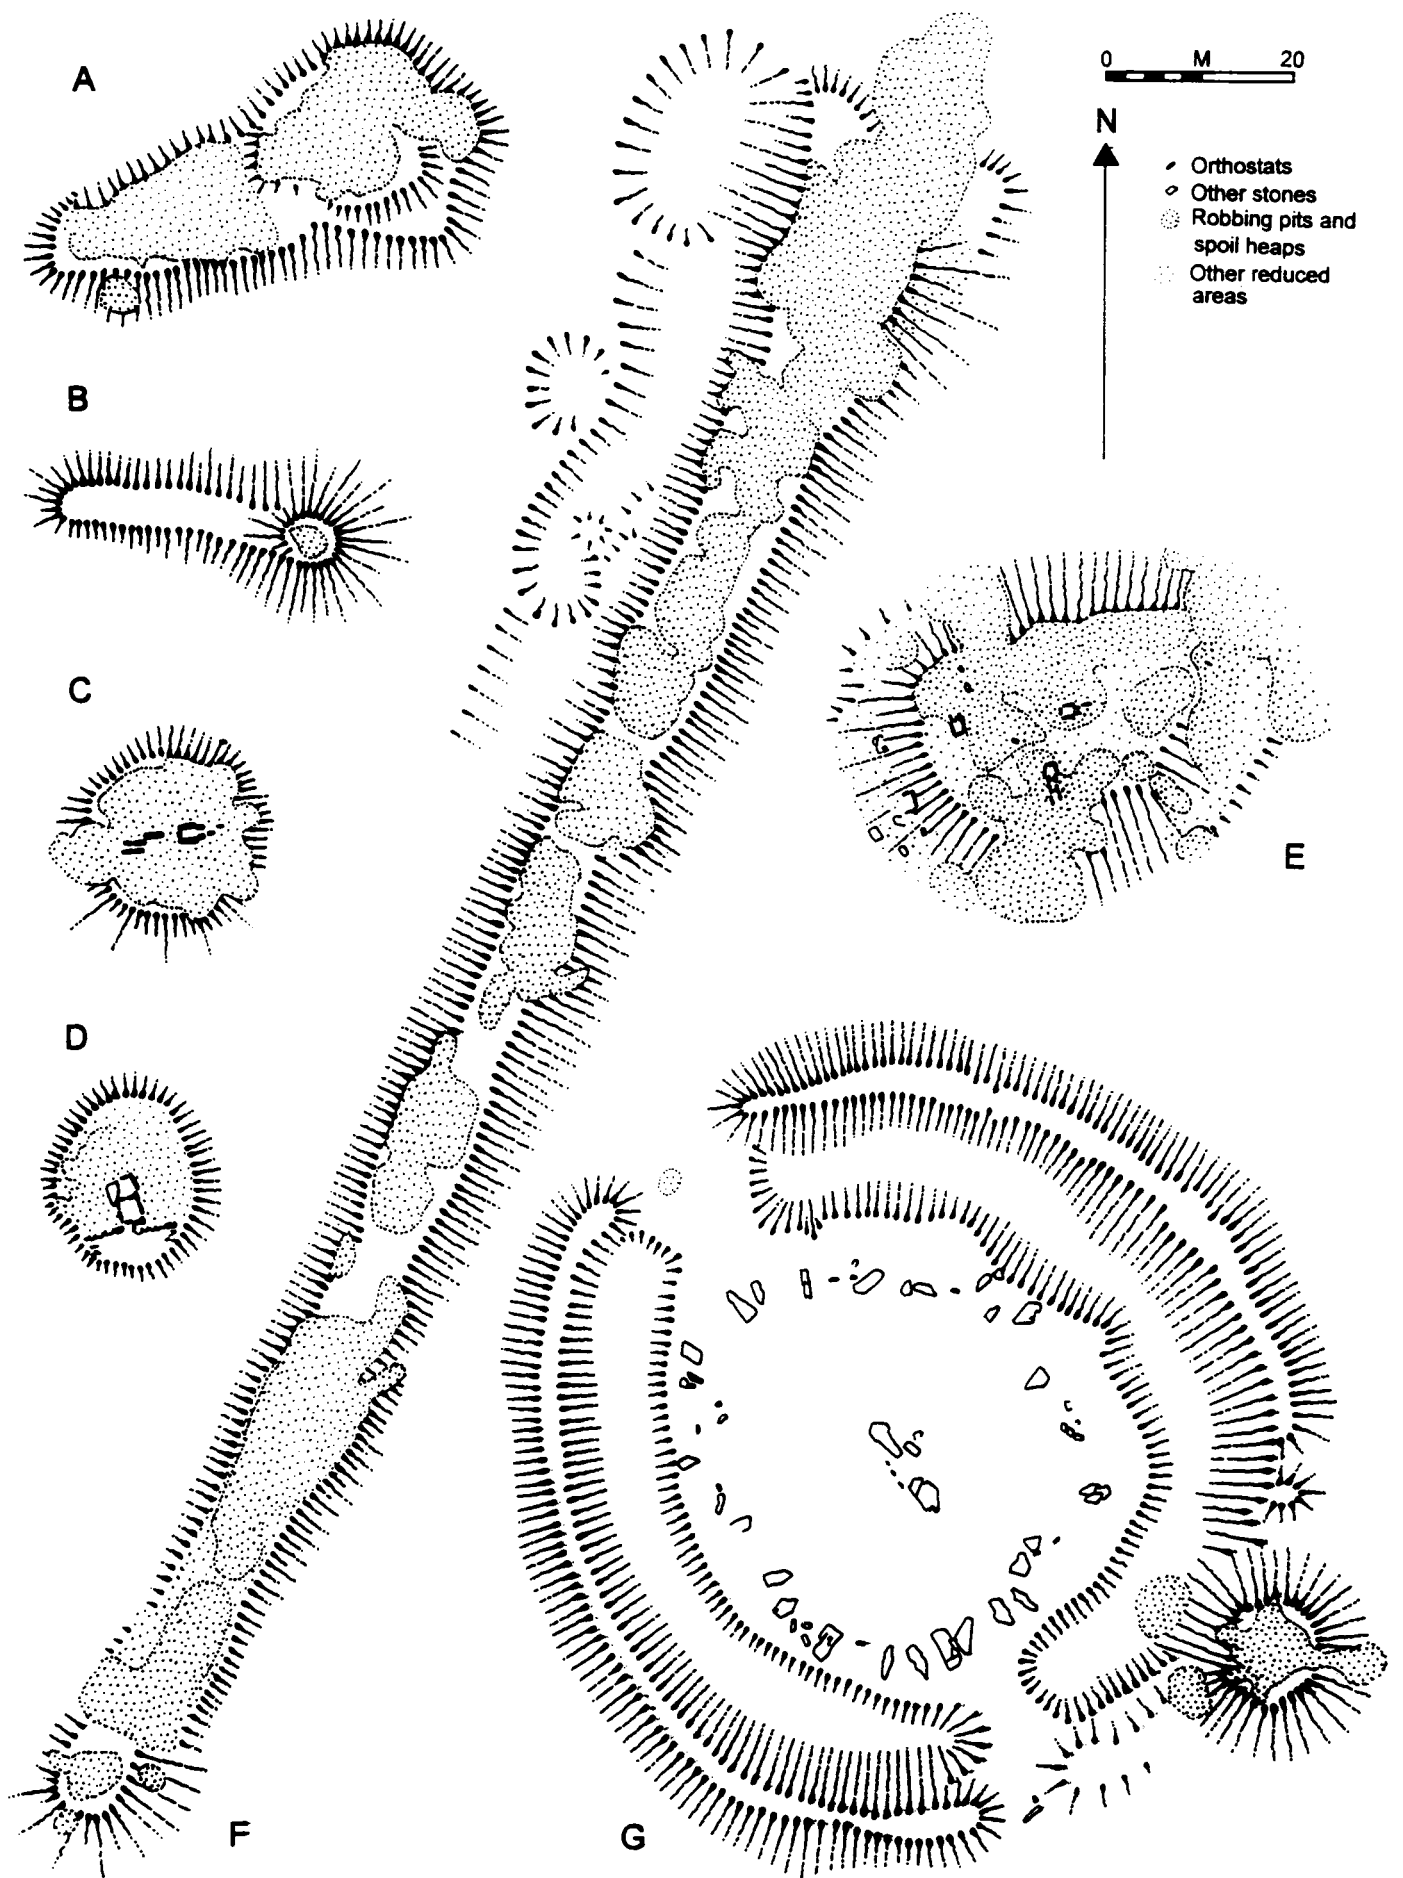 A
0 M 20
N
Orthostats
Other stones
Robbing pits and
spoil heaps
Other reduced
areas
B
C
E
D
F
G